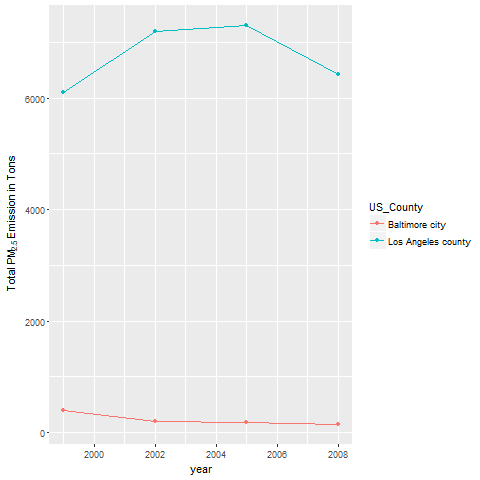 Total PM2.5 Emission in Tons
6000
4000
2000
0
2000
2002
2004
2006
2008
year
US_County
Baltimore city
Los Angeles county